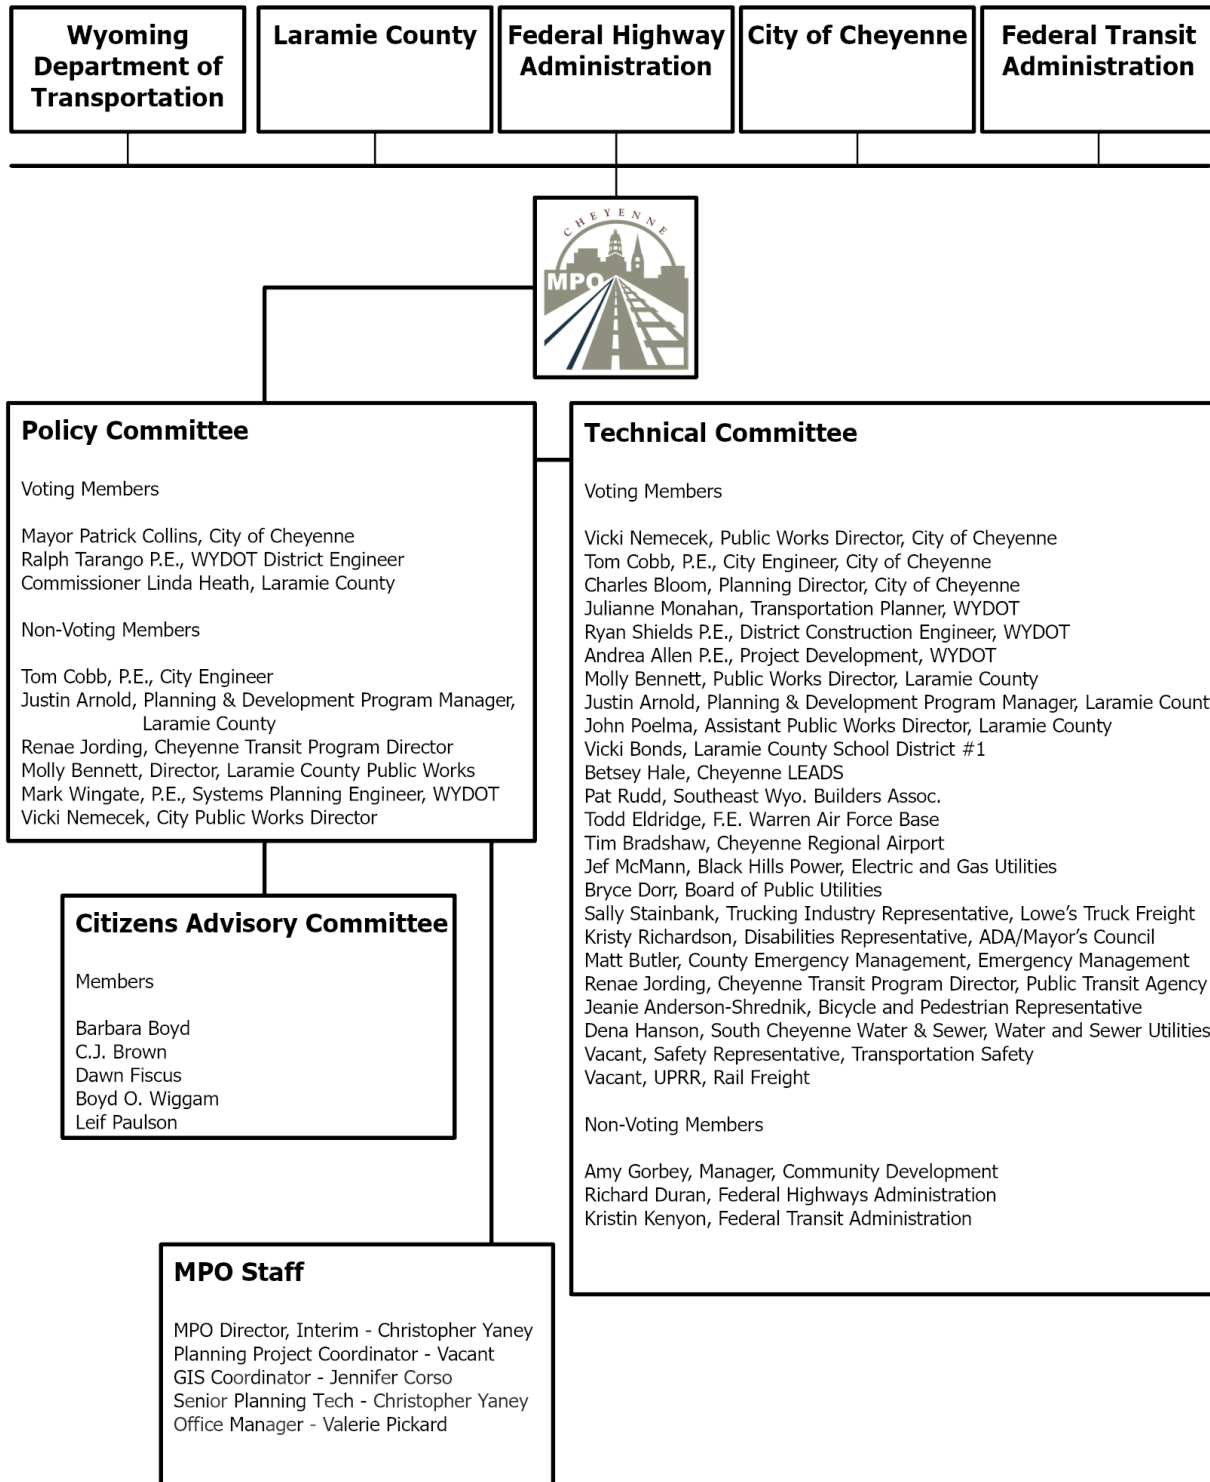 Wyoming
Department of
Transportation
Laramie County
Federal Highway
Administration
City of Cheyenne
Federal Transit
Administration
CHEYENNE
MPO
Policy Committee
Voting Members
Mayor Patrick Collins, City of Cheyenne
Ralph Tarango P.E., WYDOT District Engineer
Commissioner Linda Heath, Laramie County
Non-Voting Members
Tom Cobb, P.E., City Engineer
Justin Arnold, Planning & Development Program Manager,
Laramie County
Renae Jording, Cheyenne Transit Program Director
Molly Bennett, Director, Laramie County Public Works
Mark Wingate, P.E., Systems Planning Engineer, WYDOT
Vicki Nemecek, City Public Works Director
Technical Committee
Voting Members
Vicki Nemecek, Public Works Director, City of Cheyenne
Tom Cobb, P.E., City Engineer, City of Cheyenne
Charles Bloom, Planning Director, City of Cheyenne
Julianne Monahan, Transportation Planner, WYDOT
Ryan Shields P.E., District Construction Engineer, WYDOT
Andrea Allen P.E., Project Development, WYDOT
Molly Bennett, Public Works Director, Laramie County
Justin Arnold, Planning & Development Program Manager, Laramie Count
John Poelma, Assistant Public Works Director, Laramie County
Vicki Bonds, Laramie County School District #1
Betsey Hale, Cheyenne LEADS
Pat Rudd, Southeast Wyo. Builders Assoc.
Todd Eldridge, F.E. Warren Air Force Base
Tim Bradshaw, Cheyenne Regional Airport
Jef McMann, Black Hills Power, Electric and Gas Utilities
Bryce Dorr, Board of Public Utilities
Sally Stainbank, Trucking Industry Representative, Lowe's Truck Freight
Kristy Richardson, Disabilities Representative, ADA/Mayor's Council
Matt Butler, County Emergency Management, Emergency Management
Renae Jording, Cheyenne Transit Program Director, Public Transit Agency
Jeanie Anderson-Shrednik, Bicycle and Pedestrian Representative
Dena Hanson, South Cheyenne Water & Sewer, Water and Sewer Utilities
Vacant, Safety Representative, Transportation Safety
Vacant, UPRR, Rail Freight
Non-Voting Members
Amy Gorbey, Manager, Community Development
Richard Duran, Federal Highways Administration
Kristin Kenyon, Federal Transit Administration
Citizens Advisory Committee
Members
Barbara Boyd
C.J. Brown
Dawn Fiscus
Boyd O. Wiggam
Leif Paulson
MPO Staff
MPO Director, Interim - Christopher Yaney
Planning Project Coordinator - Vacant
GIS Coordinator - Jennifer Corso
Senior Planning Tech - Christopher Yaney
Office Manager - Valerie Pickard